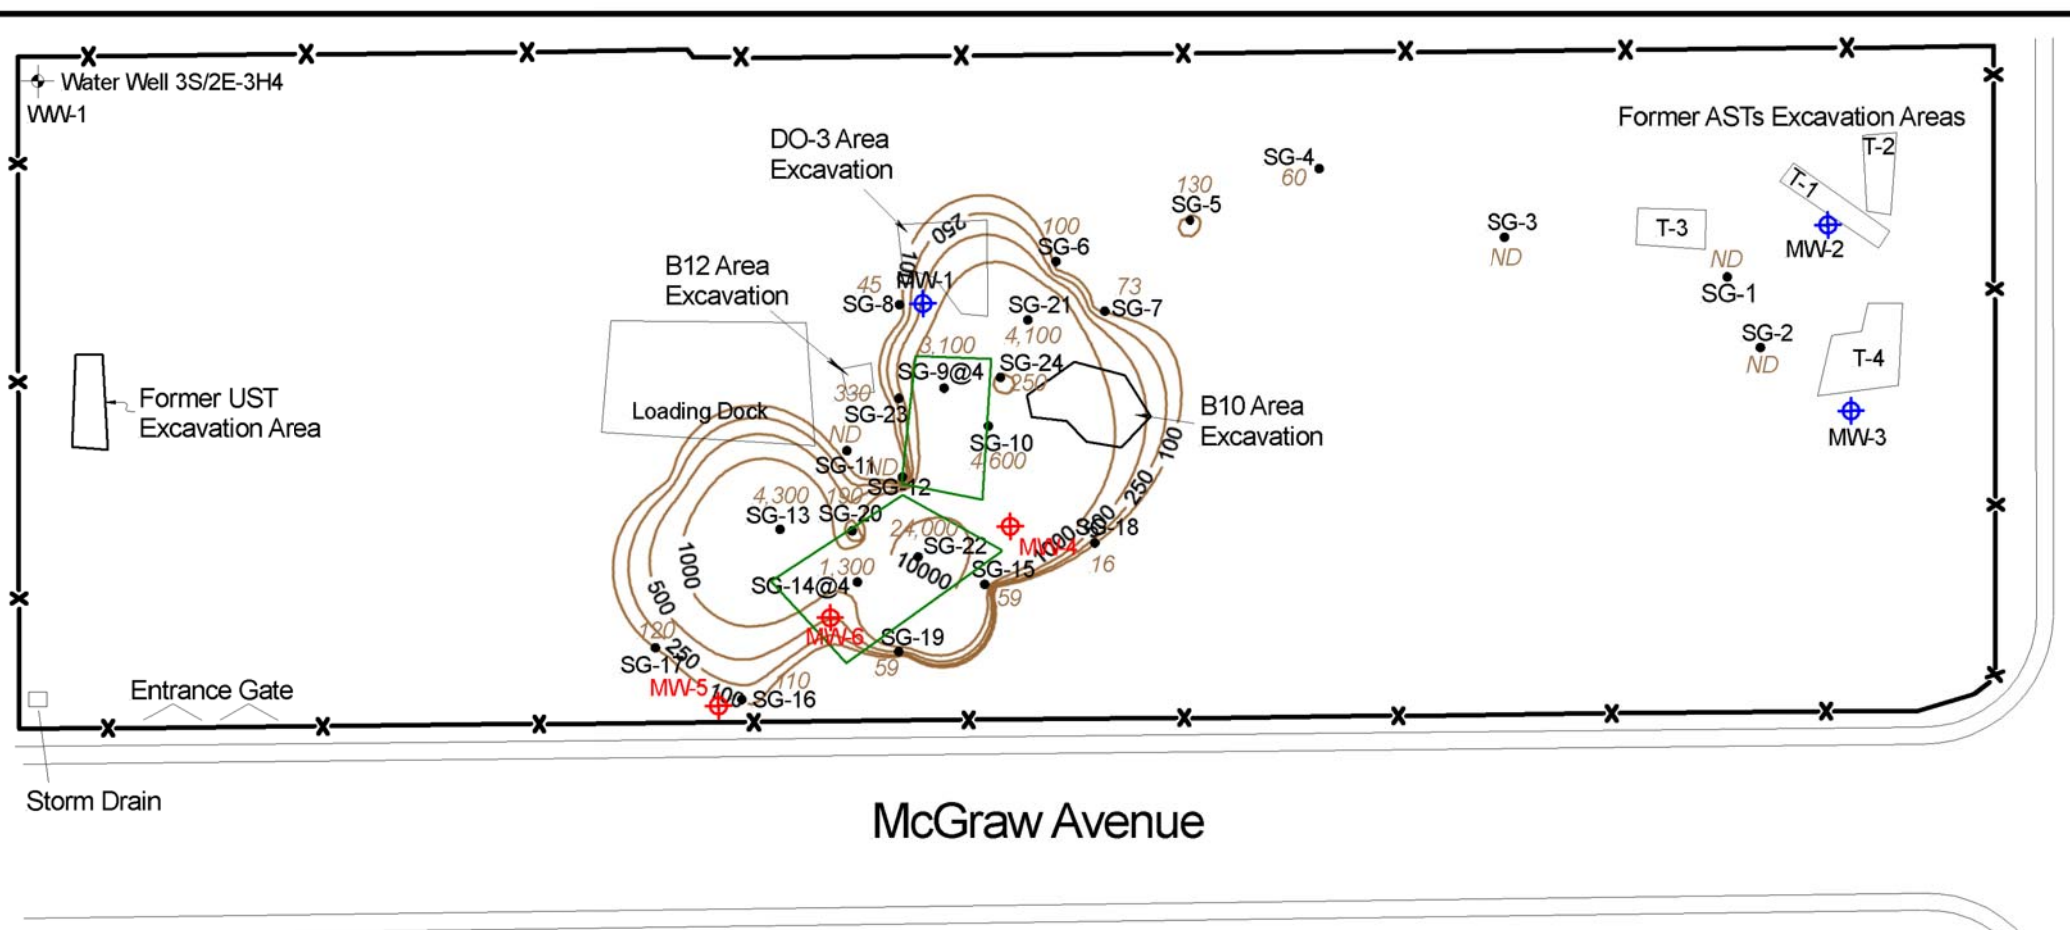 Water Well 3S/2E-3H4
WW-1
Former ASTs Excavation Areas
T-2
T-1
T-3
MW-2
DO-3 Area
Excavation
SG-4
60
130
SG-5
SG-3
ND
ND
SG-1
SG-2
ND
T-4
MW-3
250
100
SG-6
B12 Area
Excavation
45
SG-8
MW-1
73
SG-7
SG-21
4,100
3,100
SG-9@4
SG-24
250
330
SG-23
Loading Dock
B10 Area
Excavation
Former UST
Excavation Area
ND
SG-11
ND
SG-12
SG-10
4,600
100
250
500
1000
4,300
SG-13
190
SG-20
24,000
SG-22
10000
MW-4
SG-18
16
SG-15
59
1,300
SG-14@4
1000
500
MW-6
SG-19
59
120
SG-17
250
MW-5
100
110
SG-16
Entrance Gate
Storm Drain
McGraw Avenue